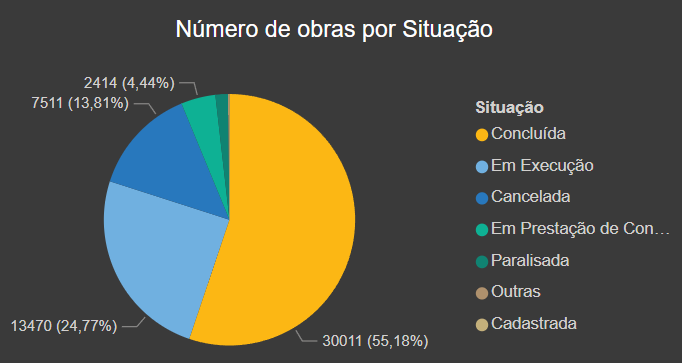 Número de obras por Situação
2414 (4,44%)
7511 (13,81%)
13470 (24,77%)
30011 (55,18%)
Situação
Concluída
Em Execução
Cancelada
Em Prestação de Con...
Paralisada
Outras
Cadastrada